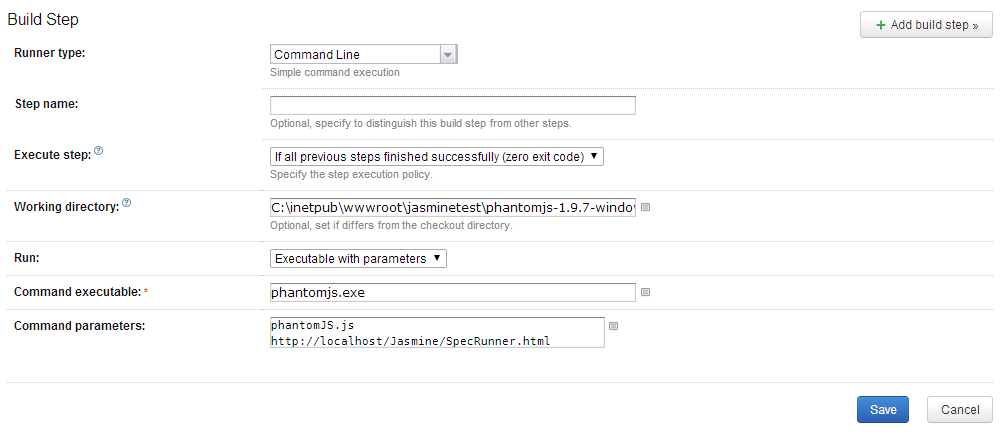 Build Step
+ Add build step »
Runner type:
Command Line
Simple command execution
Step name:
Optional, specify to distinguish this build step from other steps.
Execute step: ?
If all previous steps finished successfully (zero exit code)
Specify the step execution policy.
Working directory: ?
C:\inetpub\wwwroot\jasminetest\phantomjs-1.9.7-window
Optional, set if differs from the checkout directory.
Run:
Executable with parameters
Command executable: *
phantomjs.exe
Command parameters:
phantomJS.js
http://localhost/Jasmine/SpecRunner.html
Save
Cancel